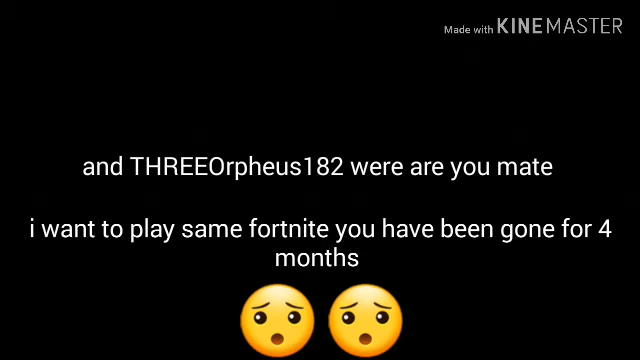 Made with KINEMASTER
and THREEOrpheus182 were are you mate
i want to play same fortnite you have been gone for 4
months